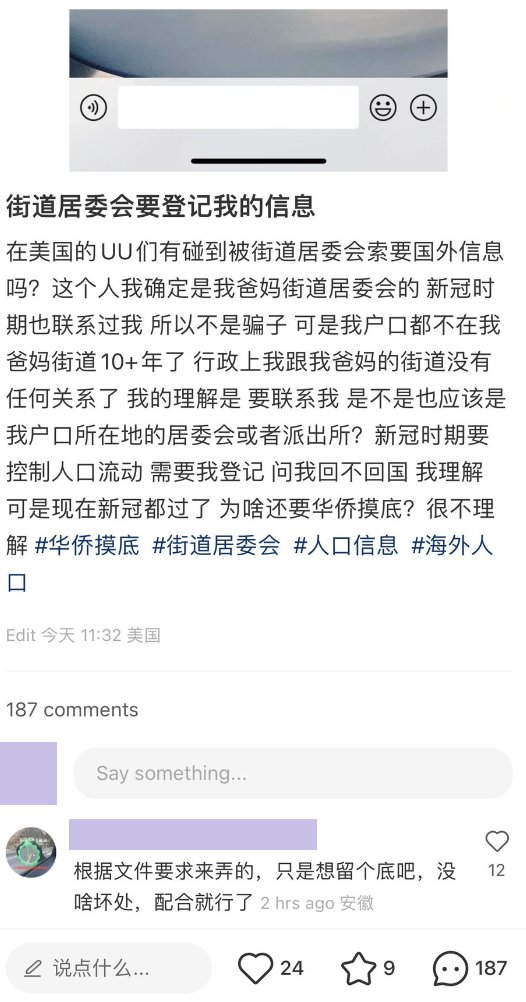 街道居委会要登记我的信息
在美国的UU们有碰到被街道居委会索要国外信息
吗？这个人我确定是我爸妈街道居委会的 新冠时
期也联系过我 所以不是骗子 可是我户口都不在我
爸妈街道10+年了 行政上我跟我爸妈的街道没有
任何关系了 我的理解是 要联系我 是不是也应该是
我户口所在地的居委会或者派出所？新冠时期要
控制人口流动 需要我登记 问我回不回国 我理解
可是现在新冠都过了 为啥还要华侨摸底？很不理
解 #华侨摸底 #街道居委会 #人口信息 #海外人
口
Edit 今天 11:32 美国
187 comments
Say something...
12
根据文件要求来弄的，只是想留个底吧，没
啥坏处，配合就行了 2 hrs ago 安徽
说点什么... 24 9 187